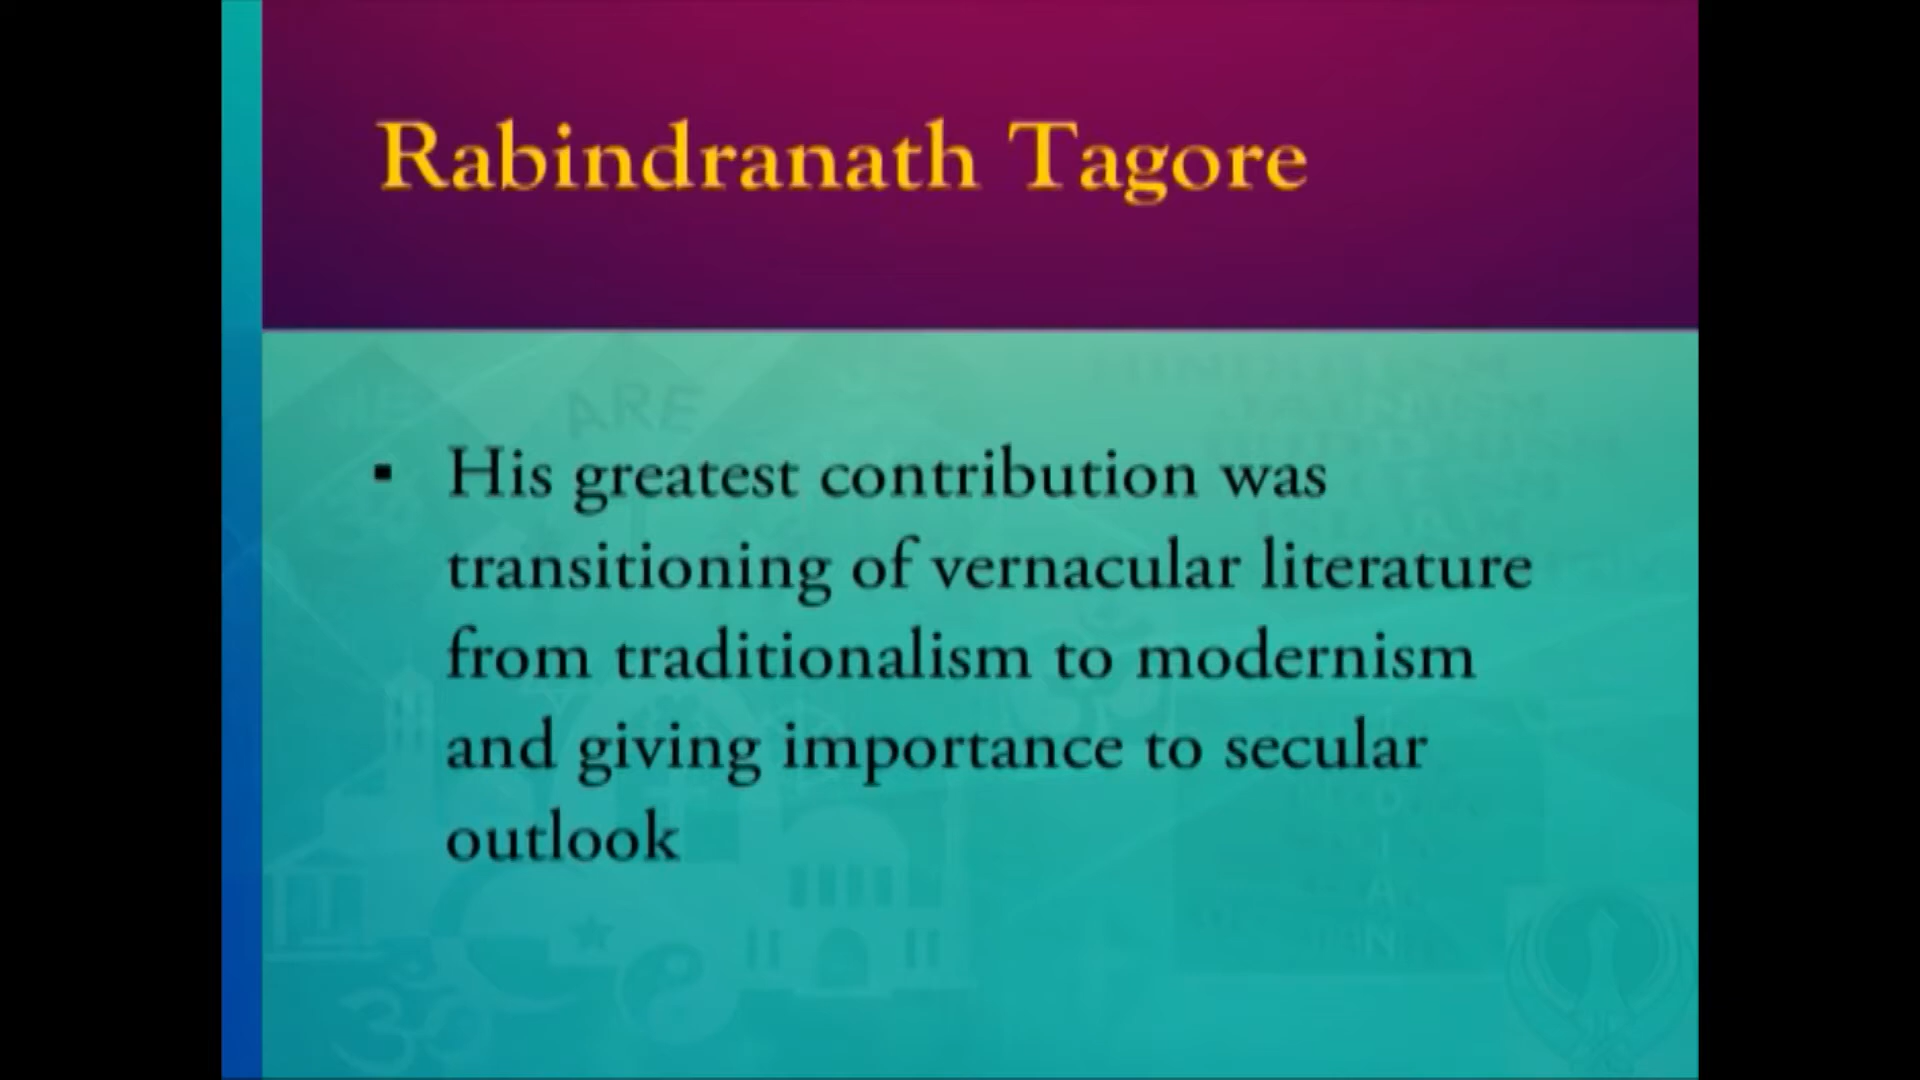 Rabindranath Tagore
ARE
▪ His greatest contribution was
transitioning of vernacular literature
from traditionalism to modernism
and giving importance to secular
outlook